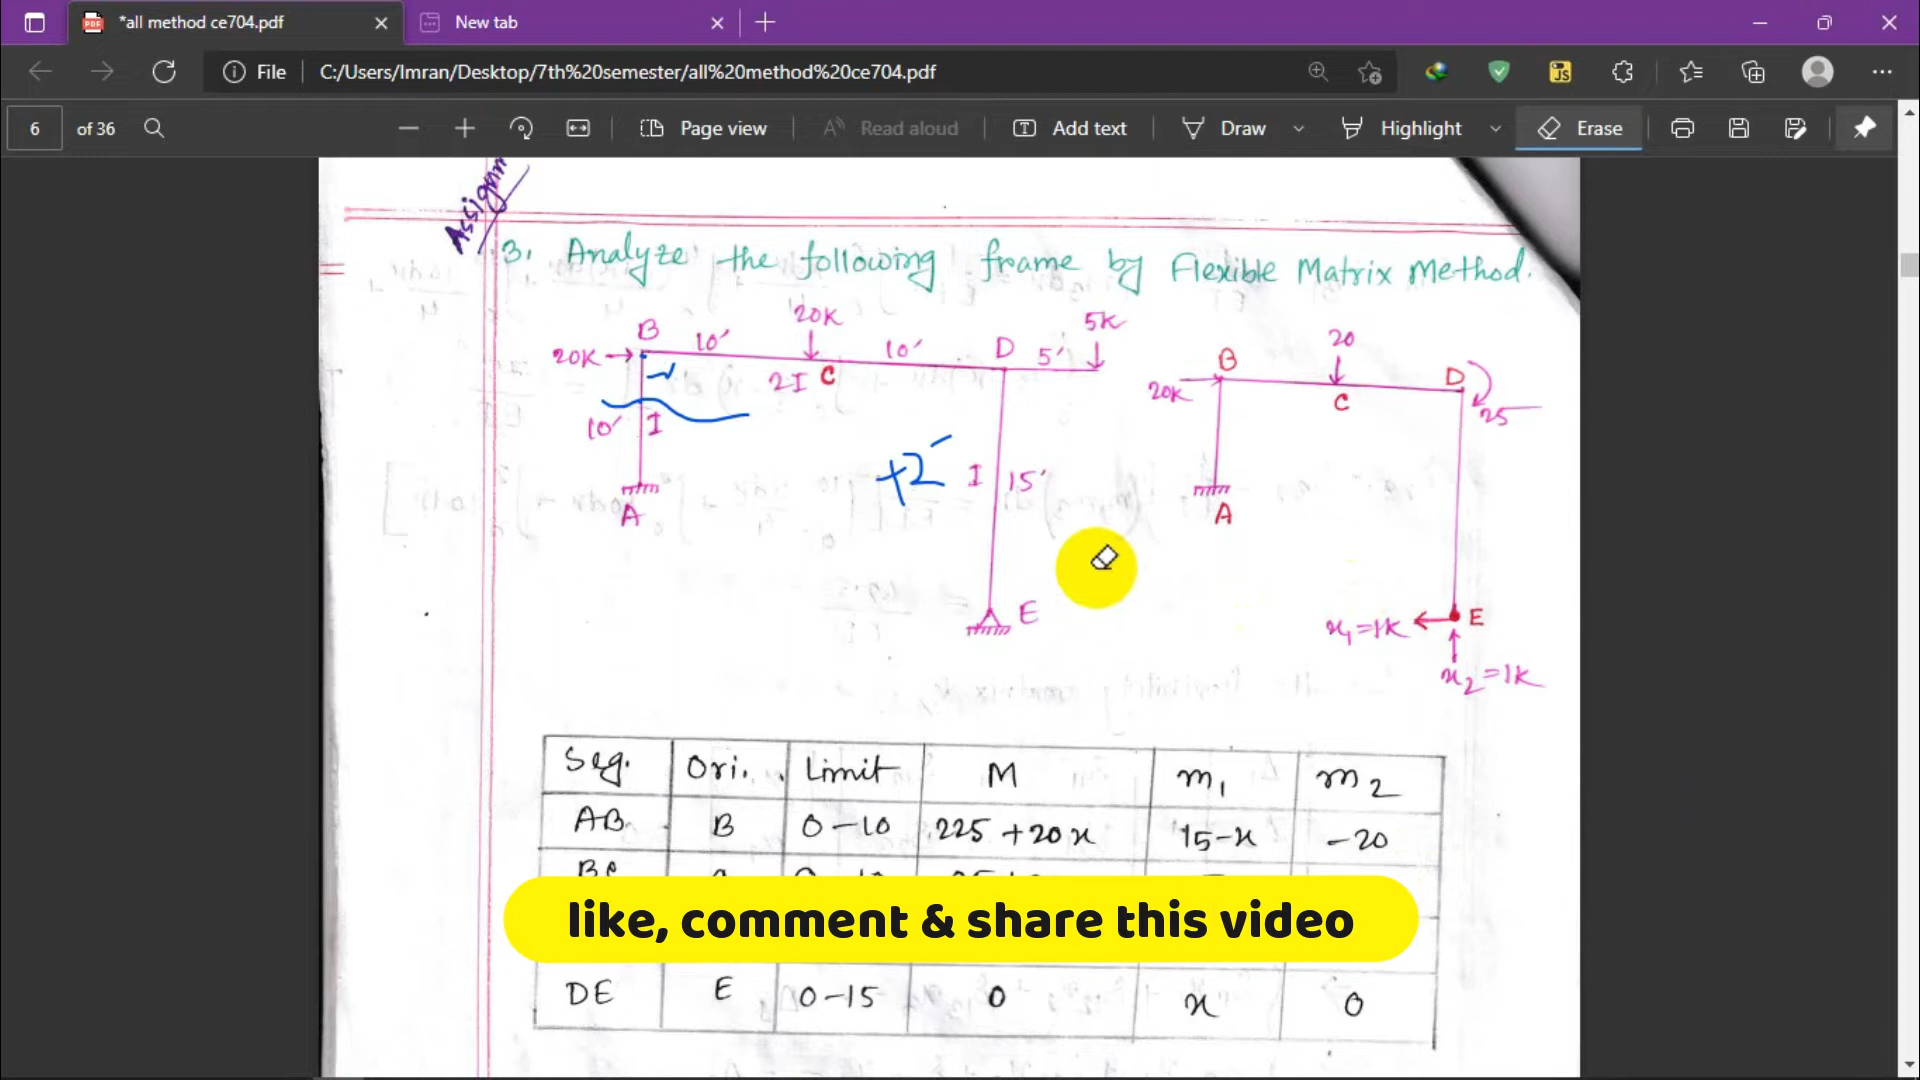 *all method ce704.pdf
New tab
File
C:/Users/Imran/Desktop/7th%20semester/all%20method%20ce704.pdf
6 of 36
Page view
Read aloud
Add text
Draw
Highlight
Erase
3. Analyze the following frame by Flexible Matrix Method.
20K
B
10'
20K
10'
D
5'
5K
2I
C
10'
I
A
+2
I
15'
E
20K
B
20
C
D
25
A
x1=1K
E
x2=1K
Seg. Ori. Limit M m1 m2
AB B 0-10 225+20x 15-x -20
like, comment & share this video
DE E 0-15 0 x 0